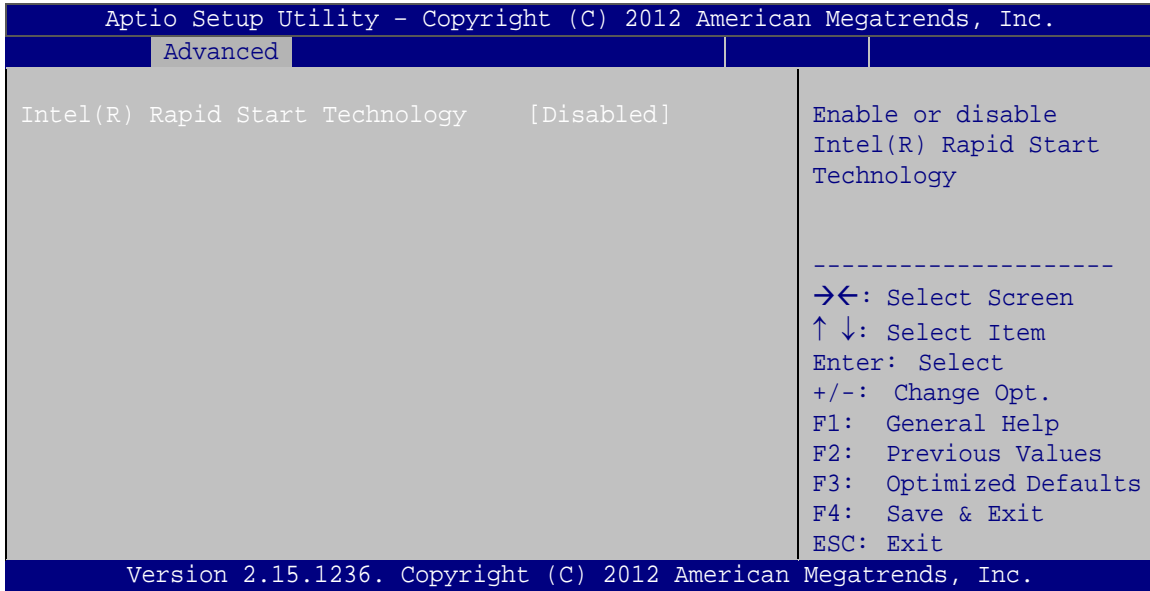 Aptio Setup Utility – Copyright (C) 2012 American Megatrends, Inc.
Advanced
Intel(R) Rapid Start Technology [Disabled]
Enable or disable
Intel(R) Rapid Start
Technology
---------------------
→←: Select Screen
↑ ↓: Select Item
Enter: Select
+/-: Change Opt.
F1: General Help
F2: Previous Values
F3: Optimized Defaults
F4: Save & Exit
ESC: Exit
Version 2.15.1236. Copyright (C) 2012 American Megatrends, Inc.